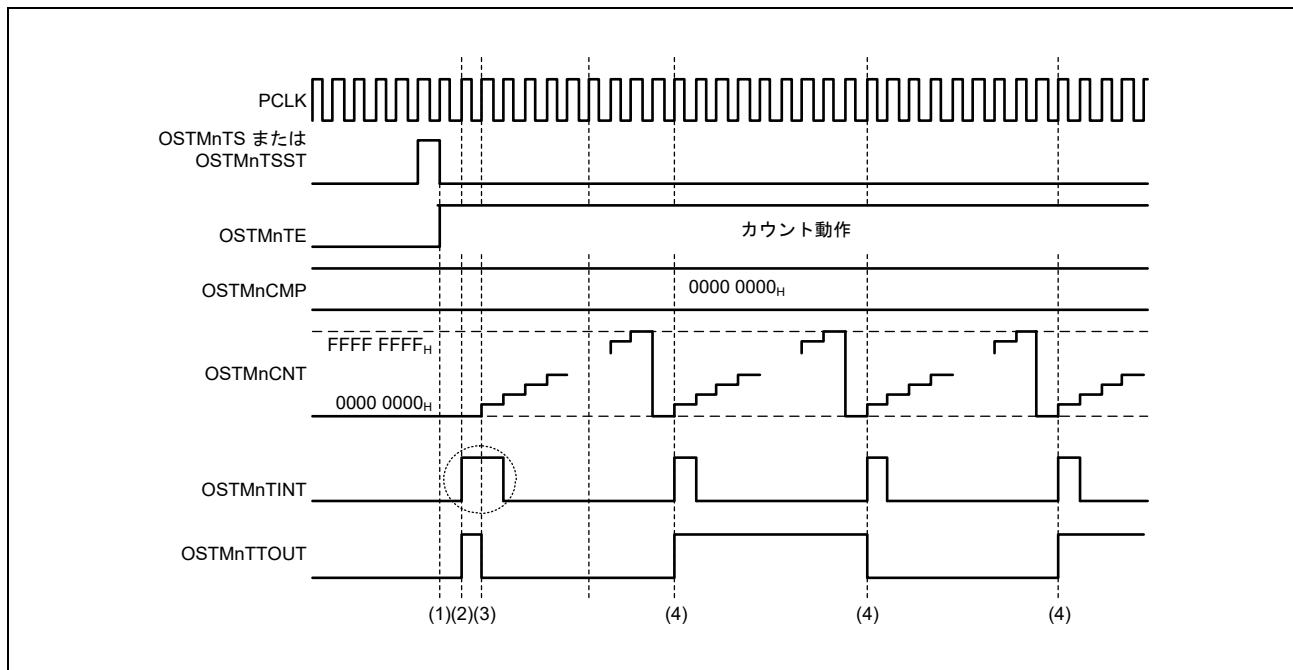 PCLK
OSTMnTS または
OSTMnTSST
OSTMnTE
カウント動作
OSTMnCMP
0000 0000H
FFFF FFFFH
OSTMnCNT
0000 0000H
OSTMnTINT
OSTMnTTOUT
(1)(2)(3) (4) (4) (4)